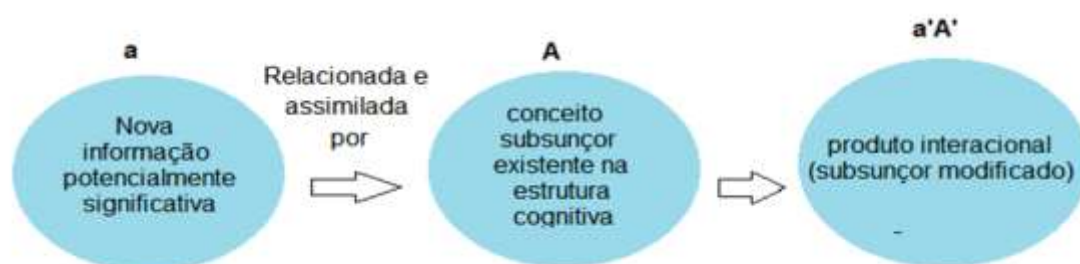 a
Nova
informação
potencialmente
significativa
Relacionada e
assimilada
por
A
conceito
subsunçor
existente na
estrutura
cognitiva
a'A'
produto interacional
(subsunçor modificado)
-